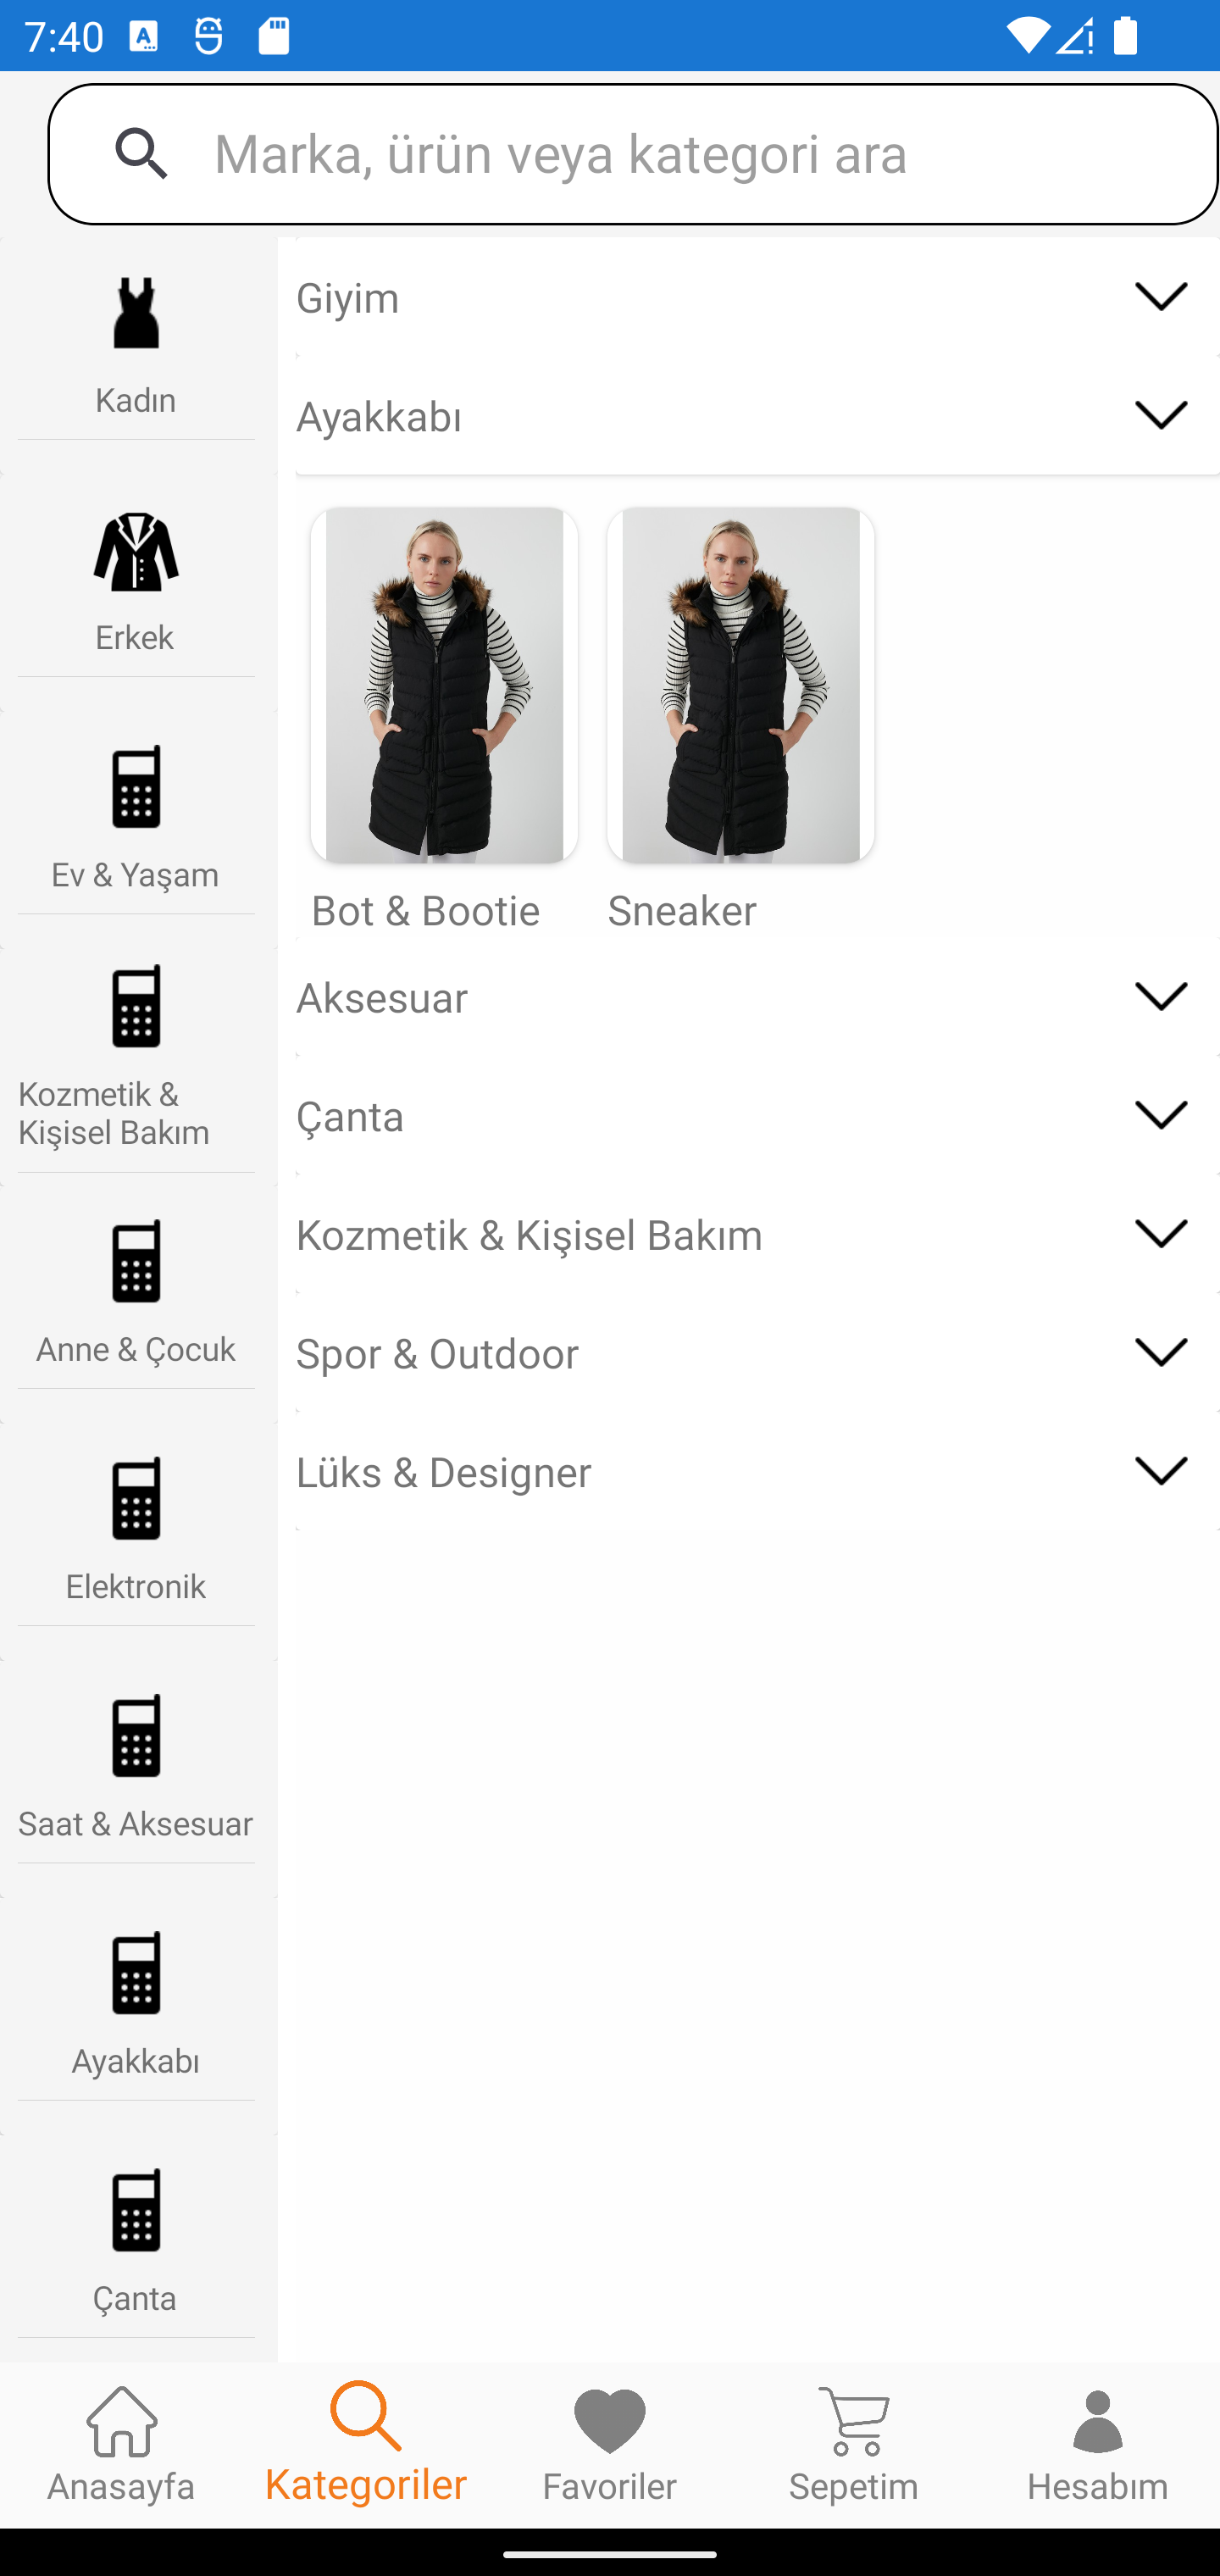 7:40
Marka, ürün veya kategori ara
Kadın
Erkek
Ev & Yaşam
Kozmetik &
Kişisel Bakım
Anne & Çocuk
Elektronik
Saat & Aksesuar
Ayakkabı
Çanta
Giyim
Ayakkabı
Bot & Bootie
Sneaker
Aksesuar
Çanta
Kozmetik & Kişisel Bakım
Spor & Outdoor
Lüks & Designer
Anasayfa
Kategoriler
Favoriler
Sepetim
Hesabım